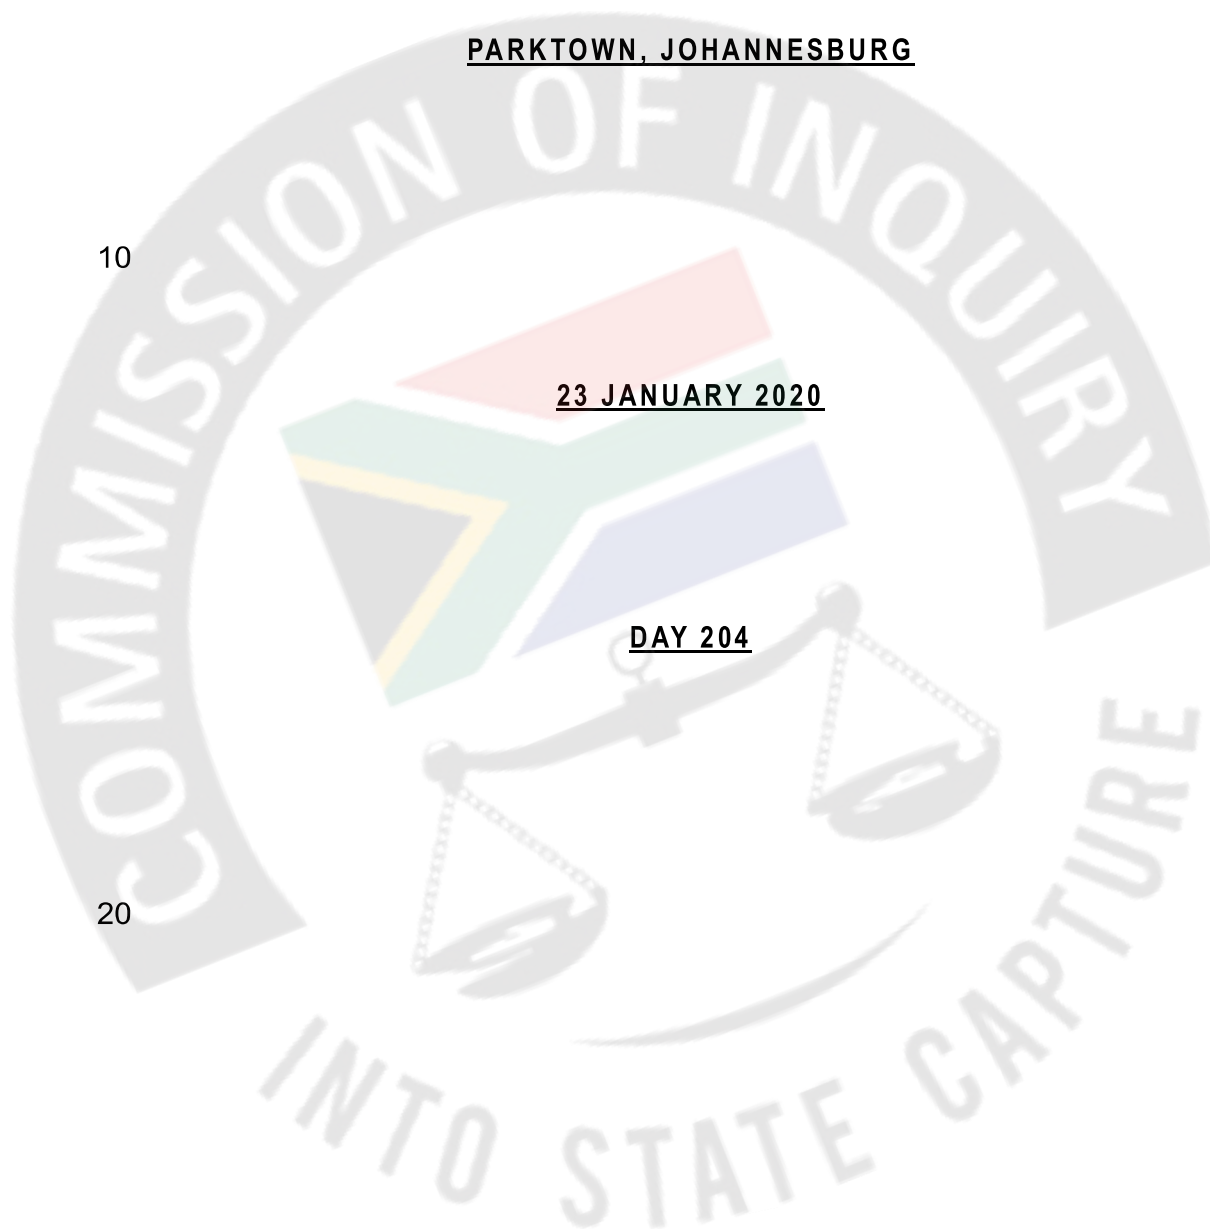 PARKTOWN, JOHANNESBURG
COMMISSION OF INQUIRY
10
23 JANUARY 2020
DAY 204
20
INTO STATE CAPTURE